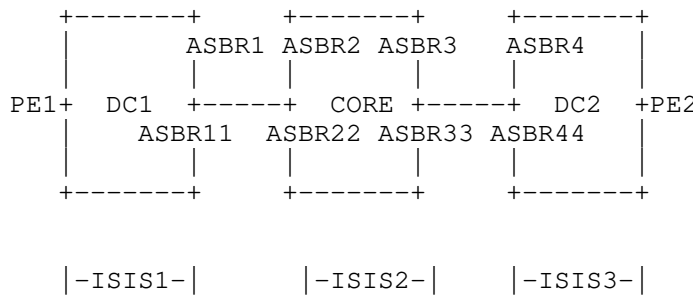 ASBR1 ASBR2 ASBR3 ASBR4
PE1 DC1 CORE DC2 PE2
ASBR11 ASBR22 ASBR33 ASBR44
|-ISIS1-| |-ISIS2-| |-ISIS3-|